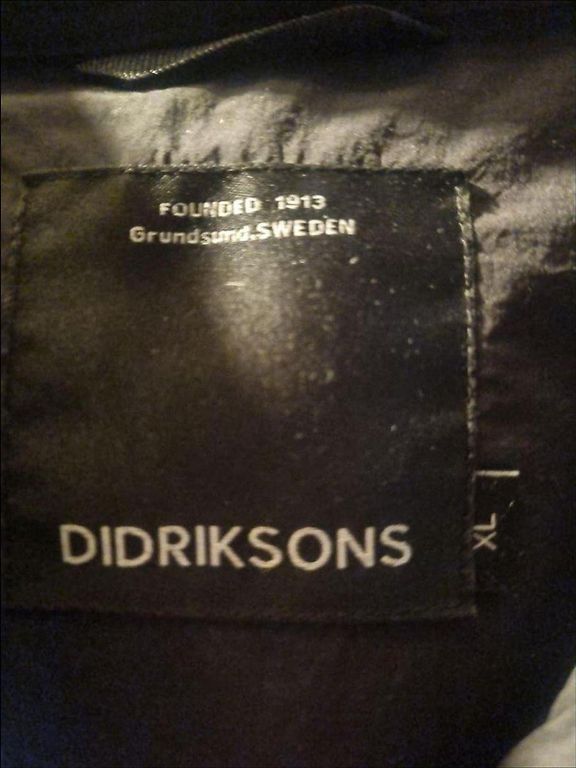 FOUNDED 1913
Grundsund.SWEDEN
DIDRIKSONS
XL